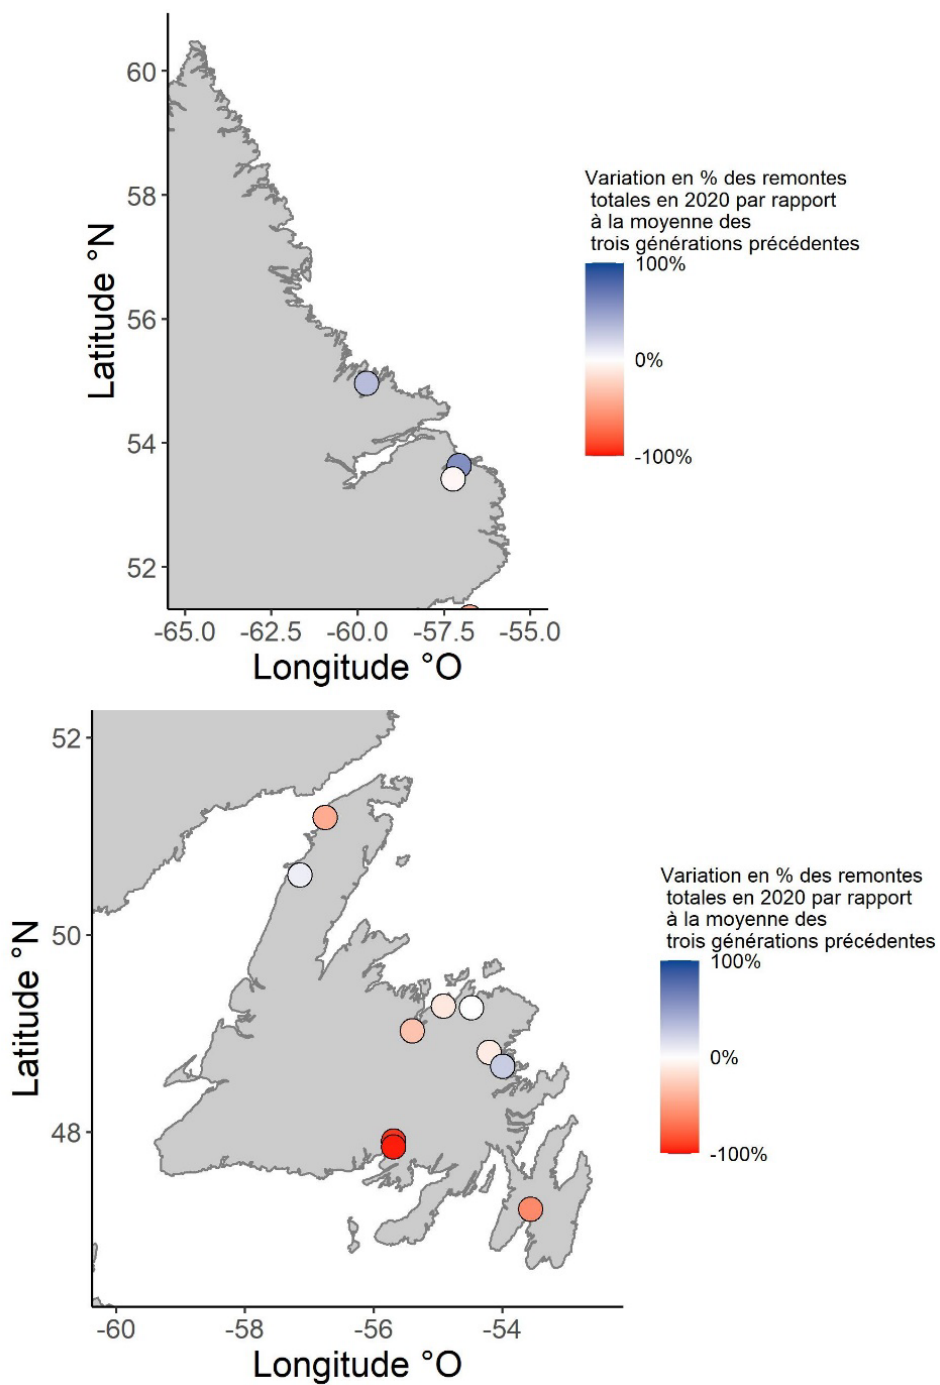 60
58
56
54
52
-65.0 -62.5 -60.0 -57.5 -55.0
Latitude °N
Longitude °O
Variation en % des remontes
totales en 2020 par rapport
à la moyenne des
trois générations précédentes
100%
0%
-100%
52
50
48
-60 -58 -56 -54
Latitude °N
Longitude °O
Variation en % des remontes
totales en 2020 par rapport
à la moyenne des
trois générations précédentes
100%
0%
-100%